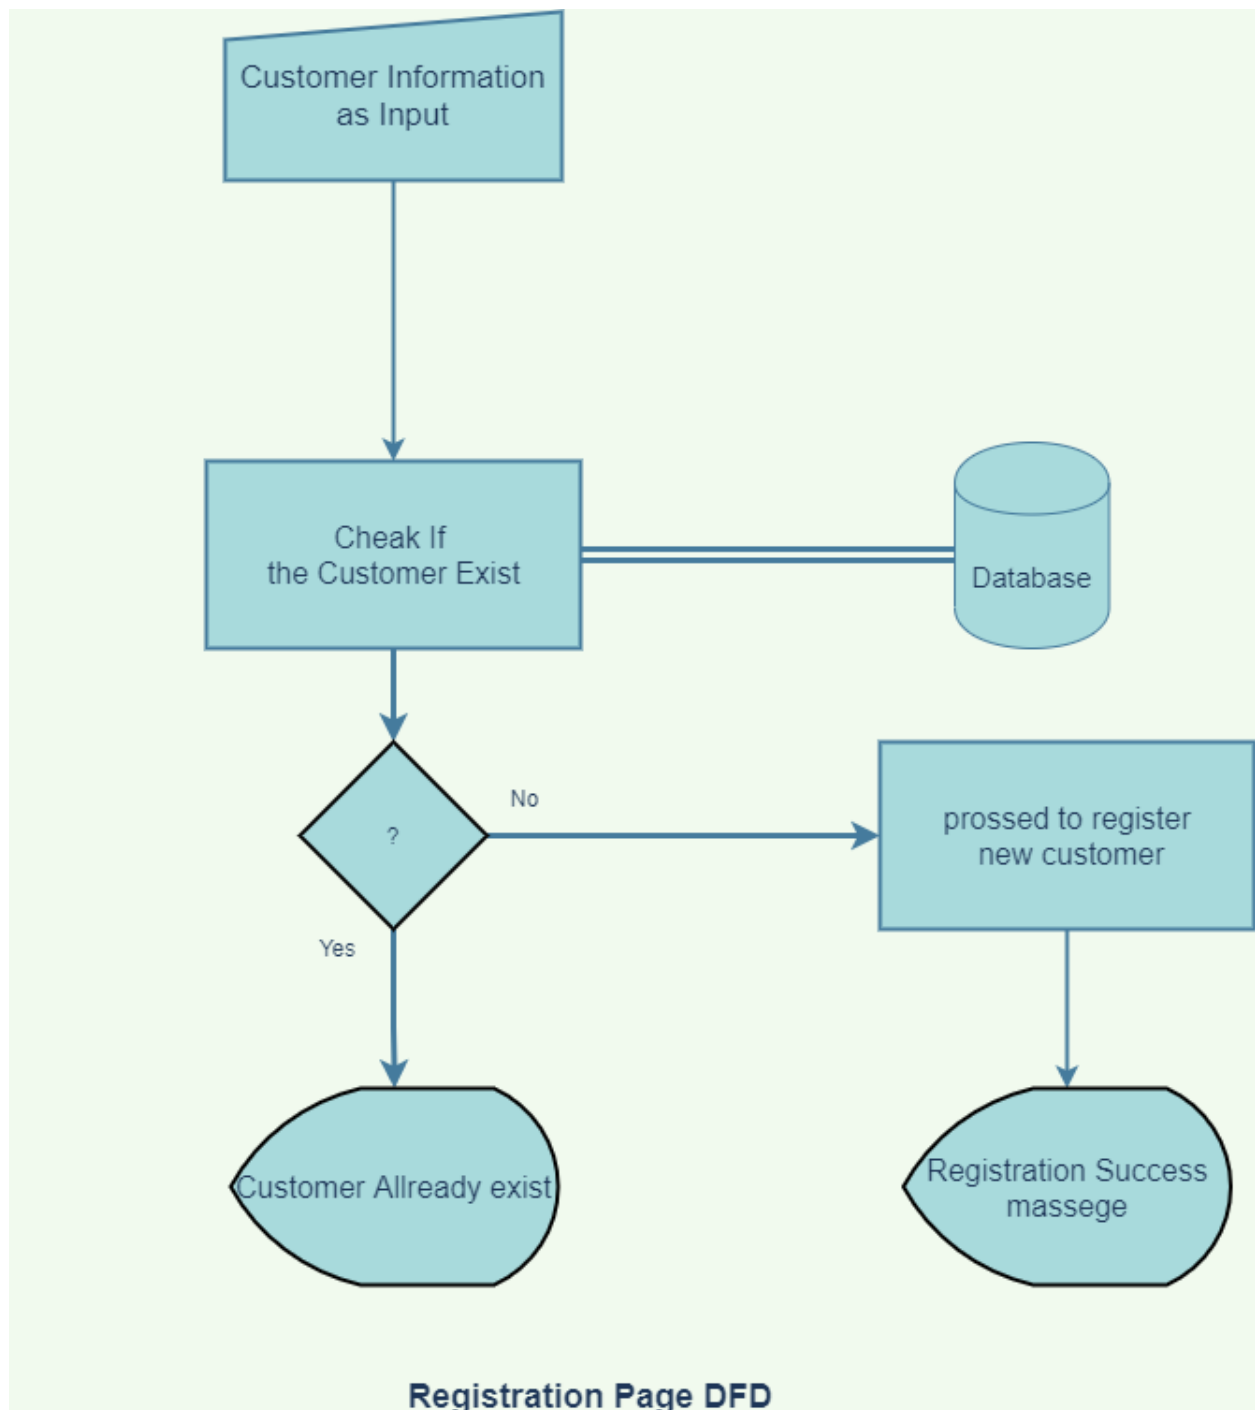 Customer Information
as Input
Cheak If
the Customer Exist
Database
No
?
prossed to register
new customer
Yes
Customer Allready exist
Registration Success
massege
Registration Page DFD